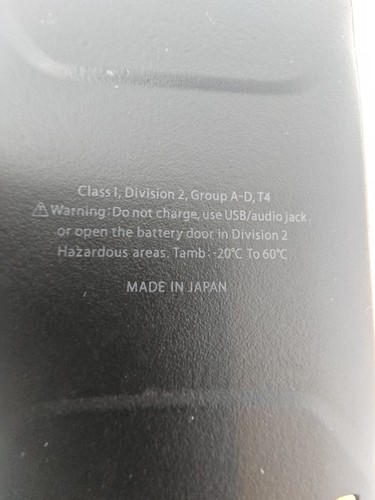 Class I, Division 2, Group A-D, T4
⚠Warning:Do not charge, use USB/audio jack
or open the battery door in Division 2
Hazardous areas. Tamb:-20°C To 60°C
MADE IN JAPAN